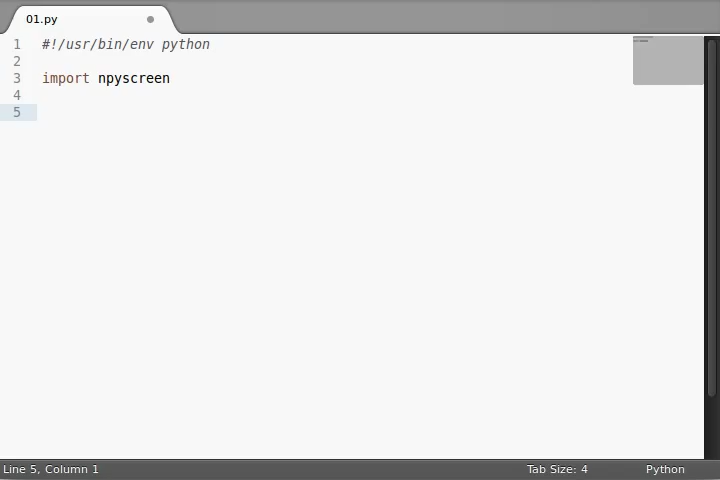 01.py
1 #!/usr/bin/env python
2
3 import npyscreen
4
5
Line 5, Column 1
Tab Size: 4
Python